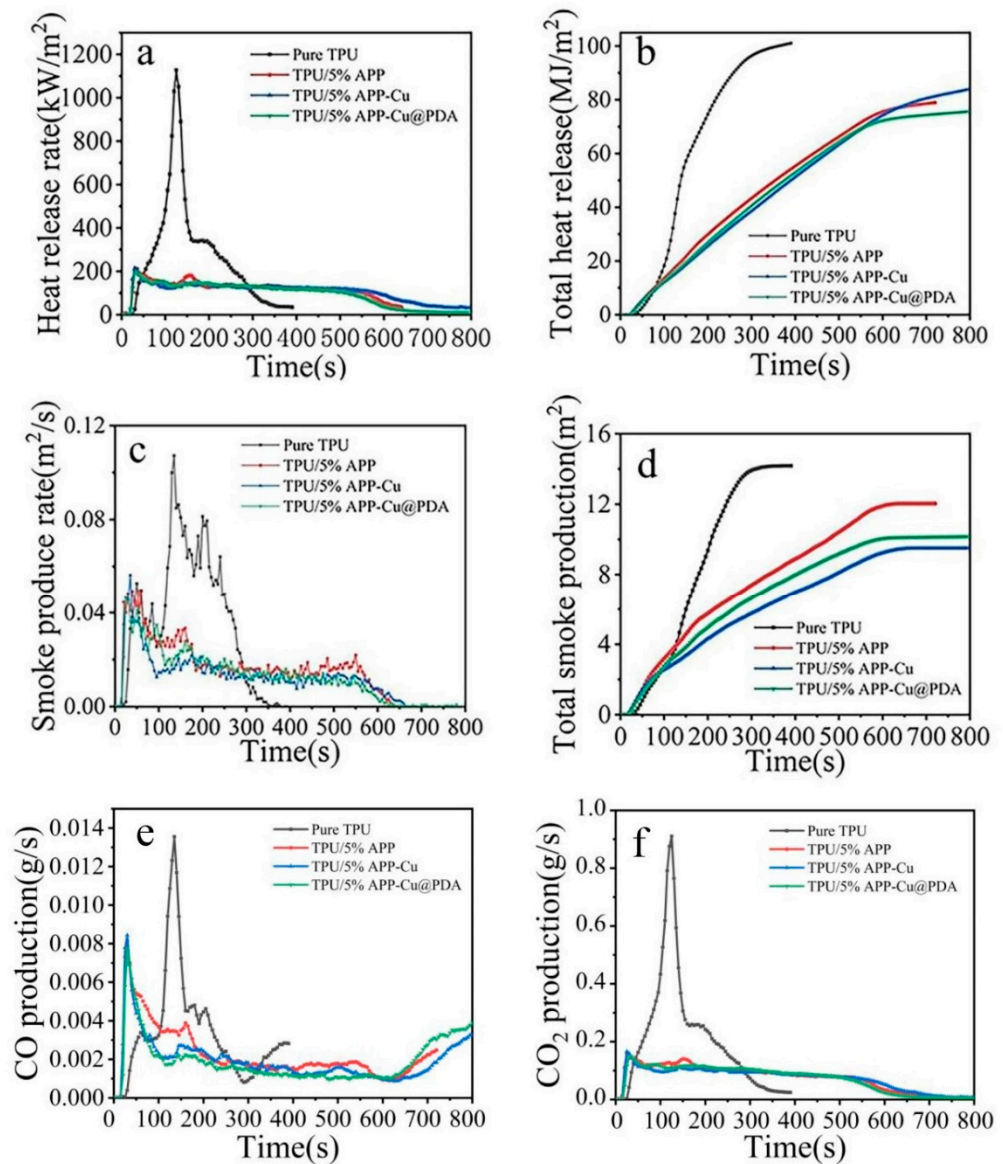 a
Heat release rate(kW/m²)
1200
1000
800
600
400
200
0
Pure TPU
TPU/5% APP
TPU/5% APP-Cu
TPU/5% APP-Cu@PDA
0 100 200 300 400 500 600 700 800
Time(s)
b
Total heat release(MJ/m²)
100
80
60
40
20
0
Pure TPU
TPU/5% APP
TPU/5% APP-Cu
TPU/5% APP-Cu@PDA
0 100 200 300 400 500 600 700 800
Time(s)
c
Smoke produce rate(m²/s)
0.12
0.08
0.04
0.00
Pure TPU
TPU/5% APP
TPU/5% APP-Cu
TPU/5% APP-Cu@PDA
0 100 200 300 400 500 600 700 800
Time(s)
d
Total smoke production(m²)
16
12
8
4
0
Pure TPU
TPU/5% APP
TPU/5% APP-Cu
TPU/5% APP-Cu@PDA
0 100 200 300 400 500 600 700 800
Time(s)
e
CO production(g/s)
0.014
0.012
0.010
0.008
0.006
0.004
0.002
0.000
Pure TPU
TPU/5% APP
TPU/5% APP-Cu
TPU/5% APP-Cu@PDA
0 100 200 300 400 500 600 700 800
Time(s)
f
CO₂ production(g/s)
1.0
0.8
0.6
0.4
0.2
0.0
Pure TPU
TPU/5% APP
TPU/5% APP-Cu
TPU/5% APP-Cu@PDA
0 100 200 300 400 500 600 700 800
Time(s)